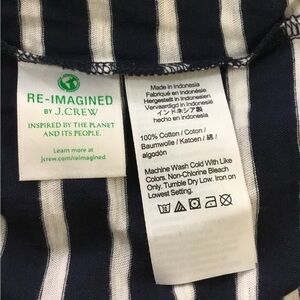 RE-IMAGINED
BY J.CREW
INSPIRED BY THE PLANET
AND ITS PEOPLE.
Learn more at
jcrew.com/reimagined
Made in Indonesia
Fabriqué en Indonésie
Hergestellt in Indonesien
Vervaardigd in Indonesië
インドネシア製
hecho en indonesia
100% Cotton / Coton /
Baumwolle / Katoen / 綿 /
algodón
Machine Wash Cold With Like
Colors. Non-Chlorine Bleach
Only. Tumble Dry Low. Iron on
Lowest Setting.